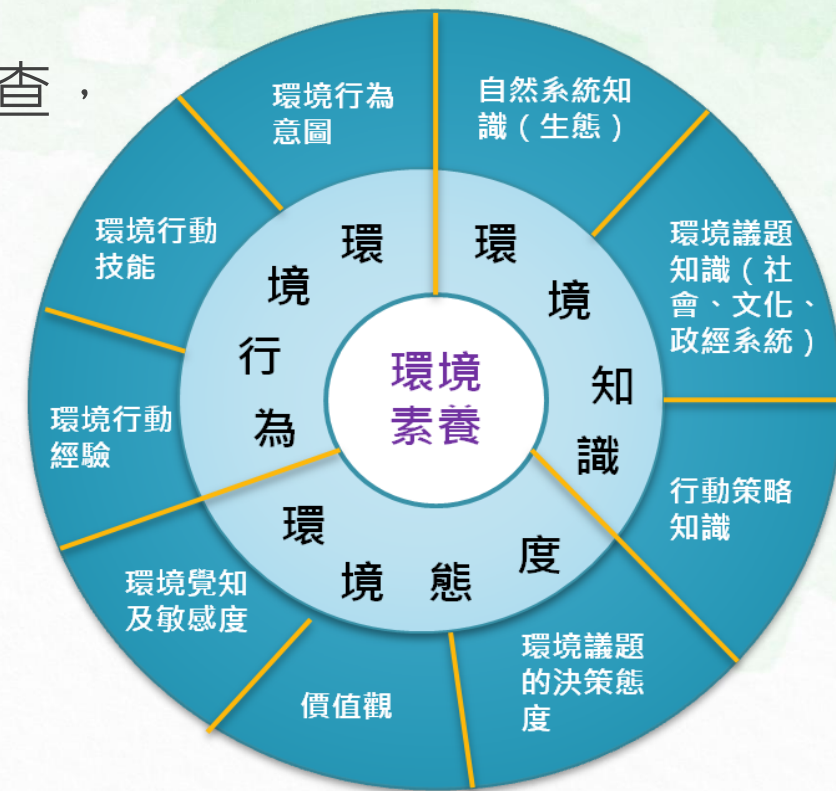 查，
環境行為
意圖
自然系統知
識（生態）
環境行動
技能
環境議題
知識（社
會、文化、
政經系統）
環境行為
環境知識
環境
素養
環境行動
經驗
行動策略
知識
環境態度
環境覺知
及敏感度
價值觀
環境議題
的決策態
度